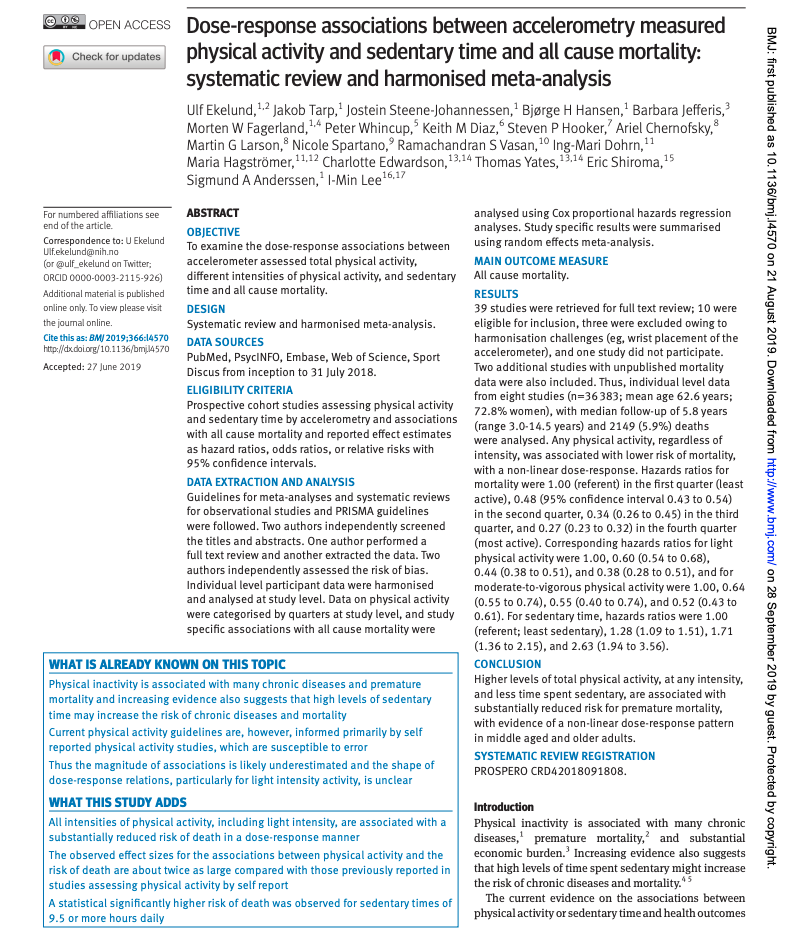 OPEN ACCESS
Check for updates
Dose-response associations between accelerometry measured
physical activity and sedentary time and all cause mortality:
systematic review and harmonised meta-analysis
Ulf Ekelund,1,2 Jakob Tarp,1 Jostein Steene-Johannessen,1 Bjørge H Hansen,1 Barbara Jefferis,3
Morten W Fagerland,1,4 Peter Whincup,5 Keith M Diaz,6 Steven P Hooker,7 Ariel Chernofsky,8
Martin G Larson,8 Nicole Spartano,9 Ramachandran S Vasan,10 Ing-Mari Dohrn,11
Maria Hagströmer,11,12 Charlotte Edwardson,13,14 Thomas Yates,13,14 Eric Shiroma,15
Sigmund A Anderssen,1 I-Min Lee16,17
For numbered affiliations see
end of the article.
Correspondence to: U Ekelund
Ulf.ekelund@nih.no
(or @ulf_ekelund on Twitter;
ORCID 0000-0003-2115-926)
Additional material is published
online only. To view please visit
the journal online.
Cite this as: BMJ 2019;366:l4570
http://dx.doi.org/10.1136/bmj.l4570
Accepted: 27 June 2019
ABSTRACT
OBJECTIVE
To examine the dose-response associations between
accelerometer assessed total physical activity,
different intensities of physical activity, and sedentary
time and all cause mortality.
DESIGN
Systematic review and harmonised meta-analysis.
DATA SOURCES
PubMed, PsycINFO, Embase, Web of Science, Sport
Discus from inception to 31 July 2018.
ELIGIBILITY CRITERIA
Prospective cohort studies assessing physical activity
and sedentary time by accelerometry and associations
with all cause mortality and reported effect estimates
as hazard ratios, odds ratios, or relative risks with
95% confidence intervals.
DATA EXTRACTION AND ANALYSIS
Guidelines for meta-analyses and systematic reviews
for observational studies and PRISMA guidelines
were followed. Two authors independently screened
the titles and abstracts. One author performed a
full text review and another extracted the data. Two
authors independently assessed the risk of bias.
Individual level participant data were harmonised
and analysed at study level. Data on physical activity
were categorised by quarters at study level, and study
specific associations with all cause mortality were
analysed using Cox proportional hazards regression
analyses. Study specific results were summarised
using random effects meta-analysis.
MAIN OUTCOME MEASURE
All cause mortality.
RESULTS
39 studies were retrieved for full text review; 10 were
eligible for inclusion, three were excluded owing to
harmonisation challenges (eg, wrist placement of the
accelerometer), and one study did not participate.
Two additional studies with unpublished mortality
data were also included. Thus, individual level data
from eight studies (n=36 383; mean age 62.6 years;
72.8% women), with median follow-up of 5.8 years
(range 3.0-14.5 years) and 2149 (5.9%) deaths
were analysed. Any physical activity, regardless of
intensity, was associated with lower risk of mortality,
with a non-linear dose-response. Hazards ratios for
mortality were 1.00 (referent) in the first quarter (least
active), 0.48 (95% confidence interval 0.43 to 0.54)
in the second quarter, 0.34 (0.26 to 0.45) in the third
quarter, and 0.27 (0.23 to 0.32) in the fourth quarter
(most active). Corresponding hazards ratios for light
physical activity were 1.00, 0.60 (0.54 to 0.68),
0.44 (0.38 to 0.51), and 0.38 (0.28 to 0.51), and for
moderate-to-vigorous physical activity were 1.00, 0.64
(0.55 to 0.74), 0.55 (0.40 to 0.74), and 0.52 (0.43 to
0.61). For sedentary time, hazards ratios were 1.00
(referent; least sedentary), 1.28 (1.09 to 1.51), 1.71
(1.36 to 2.15), and 2.63 (1.94 to 3.56).
CONCLUSION
Higher levels of total physical activity, at any intensity,
and less time spent sedentary, are associated with
substantially reduced risk for premature mortality,
with evidence of a non-linear dose-response pattern
in middle aged and older adults.
SYSTEMATIC REVIEW REGISTRATION
PROSPERO CRD42018091808.
Introduction
Physical inactivity is associated with many chronic
diseases,1 premature mortality,2 and substantial
economic burden.3 Increasing evidence also suggests
that high levels of time spent sedentary might increase
the risk of chronic diseases and mortality.4 5
The current evidence on the associations between
physical activity or sedentary time and health outcomes
WHAT IS ALREADY KNOWN ON THIS TOPIC
Physical inactivity is associated with many chronic diseases and premature
mortality and increasing evidence also suggests that high levels of sedentary
time may increase the risk of chronic diseases and mortality
Current physical activity guidelines are, however, informed primarily by self
reported physical activity studies, which are susceptible to error
Thus the magnitude of associations is likely underestimated and the shape of
dose-response relations, particularly for light intensity activity, is unclear
WHAT THIS STUDY ADDS
All intensities of physical activity, including light intensity, are associated with a
substantially reduced risk of death in a dose-response manner
The observed effect sizes for the associations between physical activity and the
risk of death are about twice as large compared with those previously reported in
studies assessing physical activity by self report
A statistical significantly higher risk of death was observed for sedentary times of
9.5 or more hours daily
BMJ: first published as 10.1136/bmj.l4570 on 21 August 2019. Downloaded from http://www.bmj.com/ on 28 September 2019 by guest. Protected by copyright.